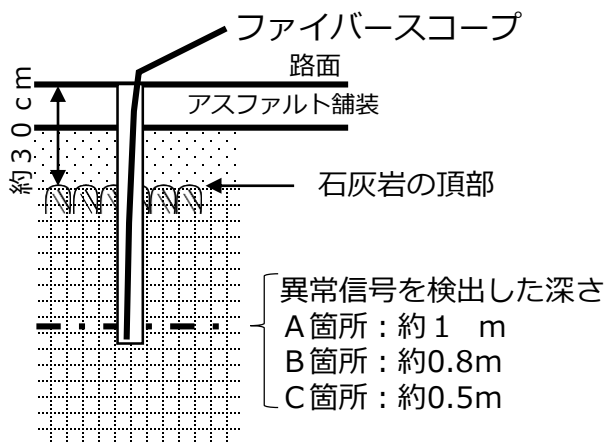 ファイバースコープ
路面
アスファルト舗装
約30cm
石灰岩の頂部
異常信号を検出した深さ
A箇所：約1　m
B箇所：約0.8m
C箇所：約0.5m